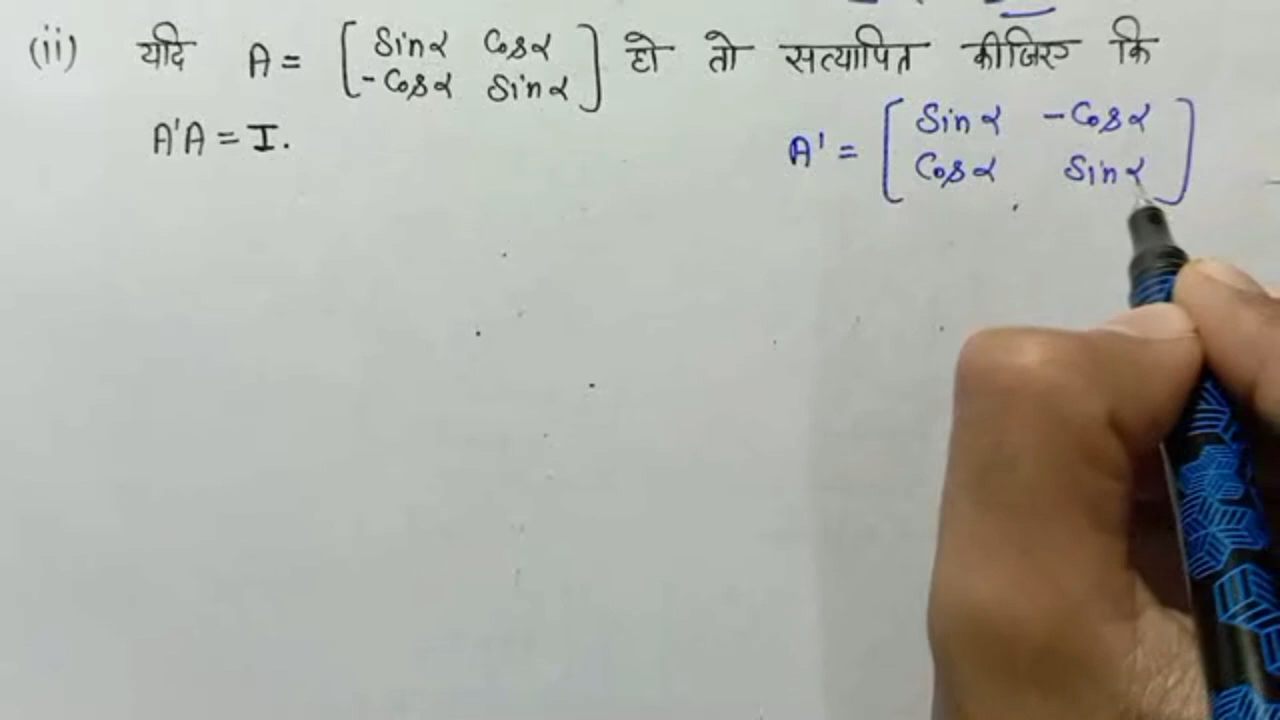 (ii) यदि A = [ Sinα Cosα
-Cosα Sinα ] हो तो सत्यापित कीजिए कि
A'A = I.
A' = [ Sinα -Cosα
Cosα Sinα ]